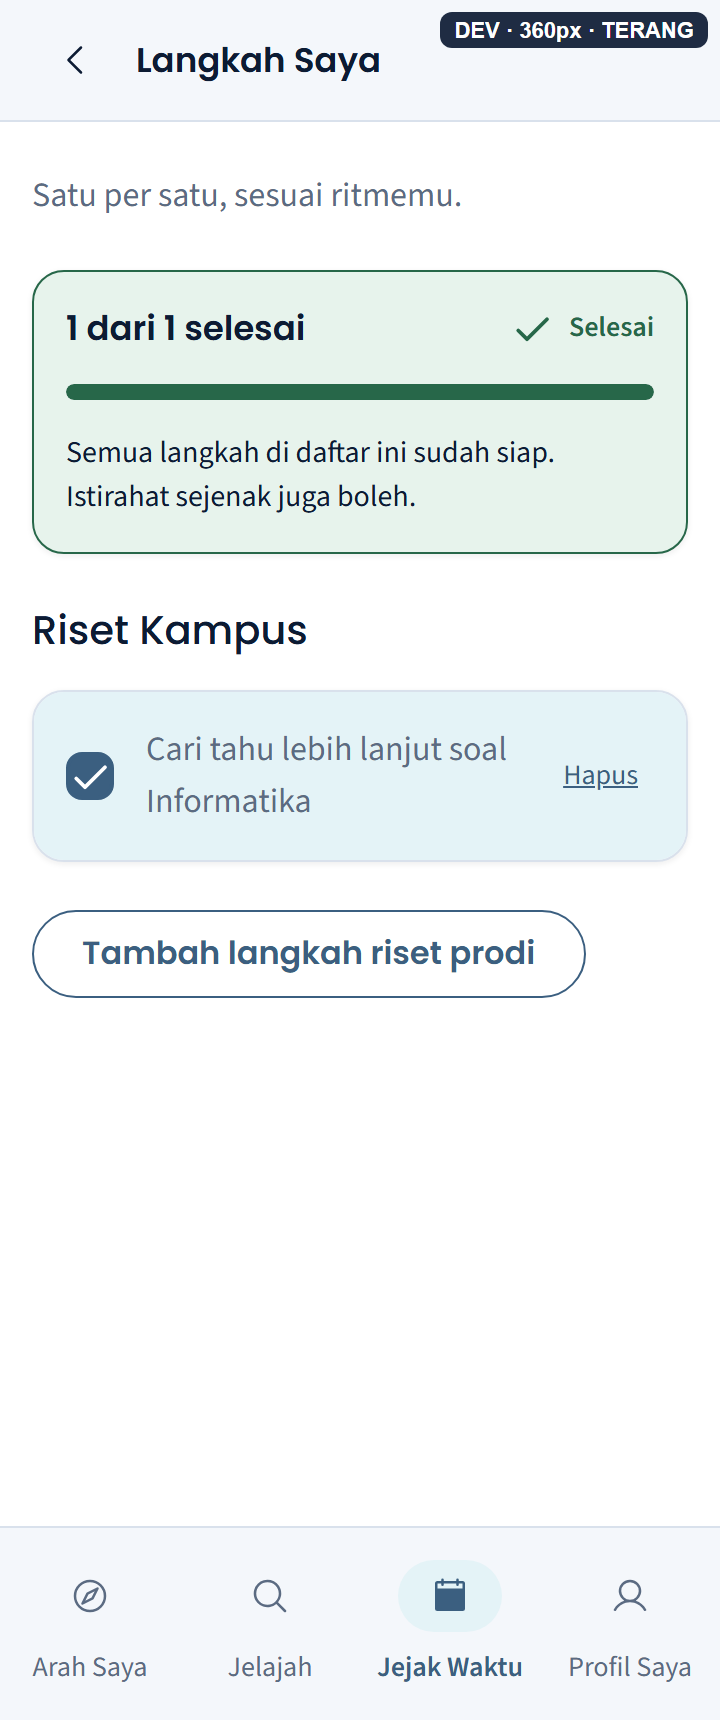 DEV · 360px · TERANG
Langkah Saya
Satu per satu, sesuai ritmemu.
1 dari 1 selesai
Selesai
Semua langkah di daftar ini sudah siap.
Istirahat sejenak juga boleh.
Riset Kampus
Cari tahu lebih lanjut soal
Informatika
Hapus
Tambah langkah riset prodi
Arah Saya
Jelajah
Jejak Waktu
Profil Saya